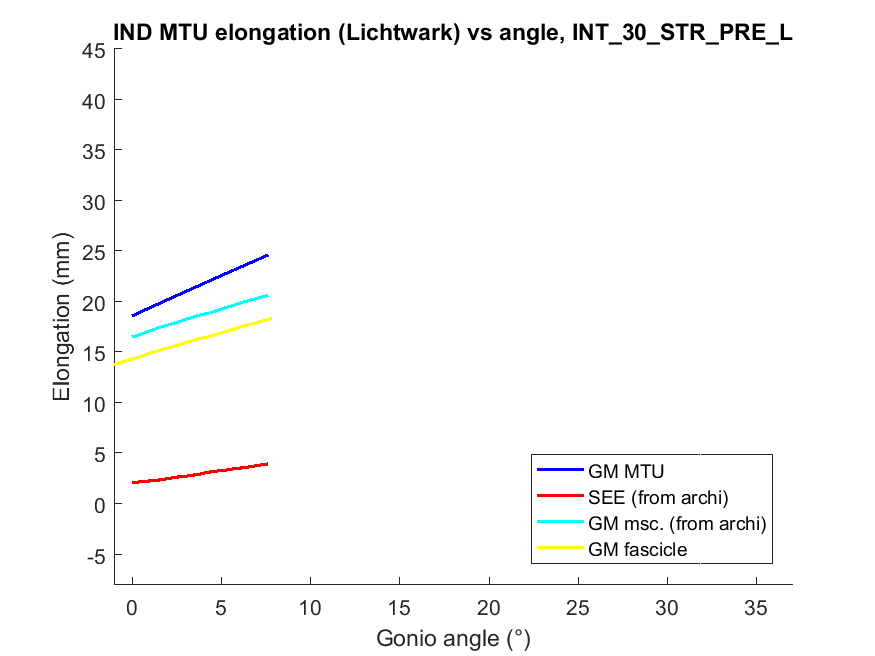 IND MTU elongation (Lichtwark) vs angle, INT_30_STR_PRE_L
45
40
35
30
25
20
15
10
5
0
-5
Elongation (mm)
GM MTU
SEE (from archi)
GM msc. (from archi)
GM fascicle
0 5 10 15 20 25 30 35
Gonio angle (°)